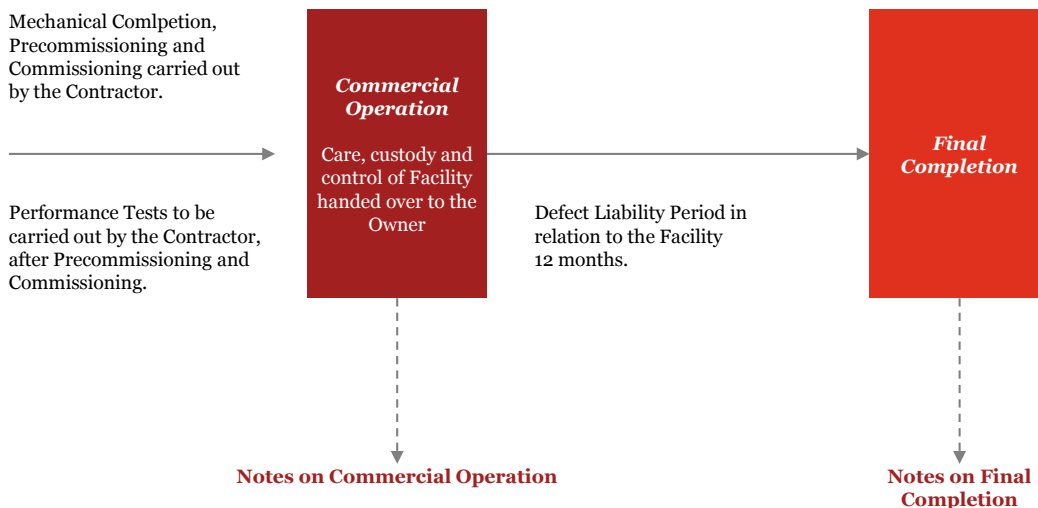 Mechanical Comlpetion,
Precommissioning and
Commissioning carried out
by the Contractor.
Performance Tests to be
carried out by the Contractor,
after Precommissioning and
Commissioning.
Commercial
Operation
Care, custody and
control of Facility
handed over to the
Owner
Defect Liability Period in
relation to the Facility
12 months.
Final
Completion
Notes on Commercial Operation
Notes on Final
Completion